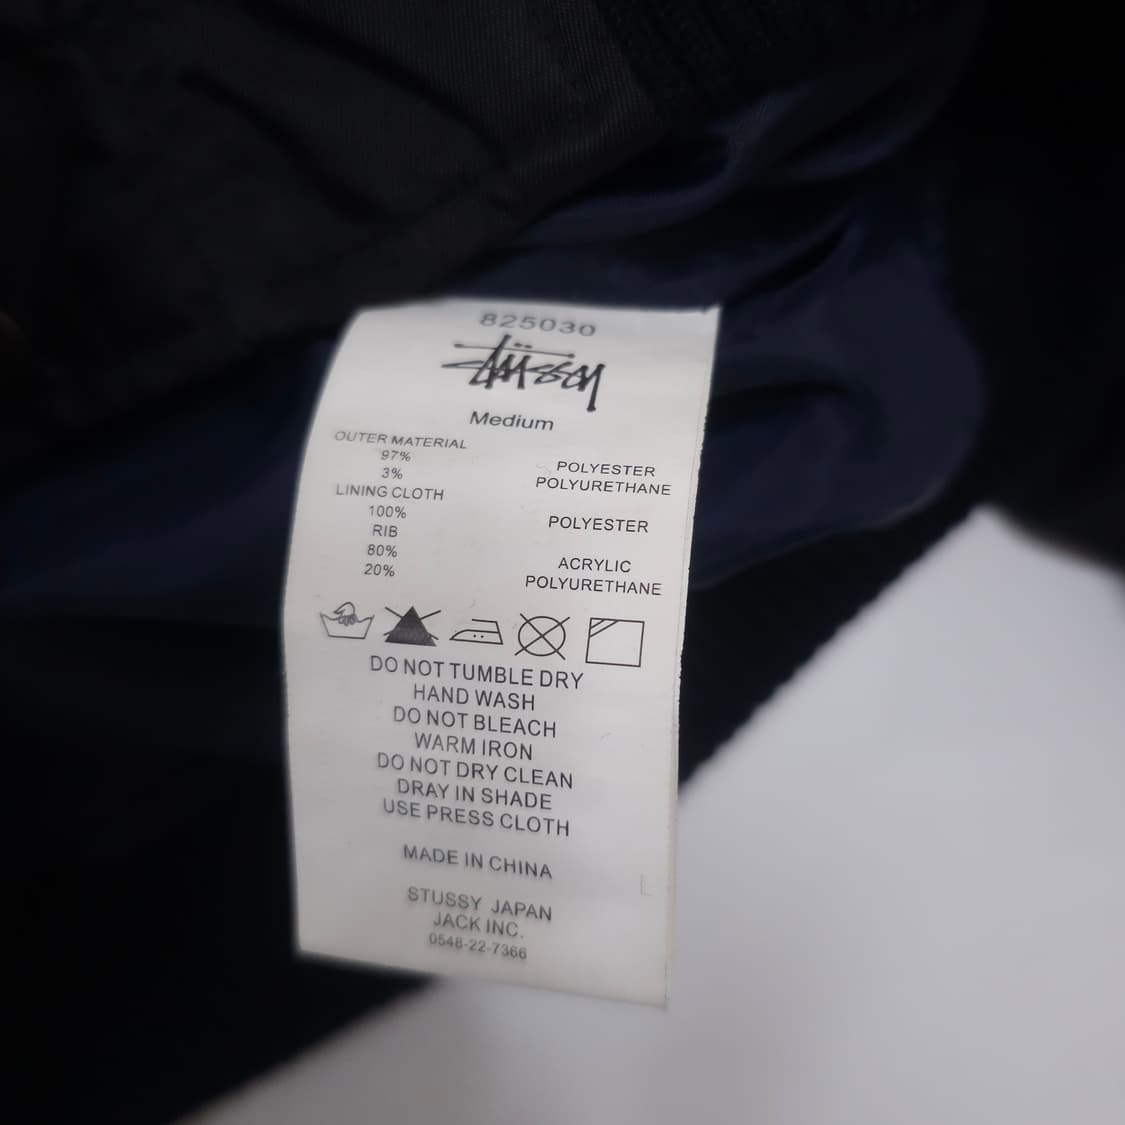 825030
Stüssy
Medium
OUTER MATERIAL
97% POLYESTER
3% POLYURETHANE
LINING CLOTH
100% POLYESTER
RIB
80% ACRYLIC
20% POLYURETHANE
DO NOT TUMBLE DRY
HAND WASH
DO NOT BLEACH
WARM IRON
DO NOT DRY CLEAN
DRAY IN SHADE
USE PRESS CLOTH
MADE IN CHINA
STUSSY JAPAN
JACK INC.
0548-22-7366